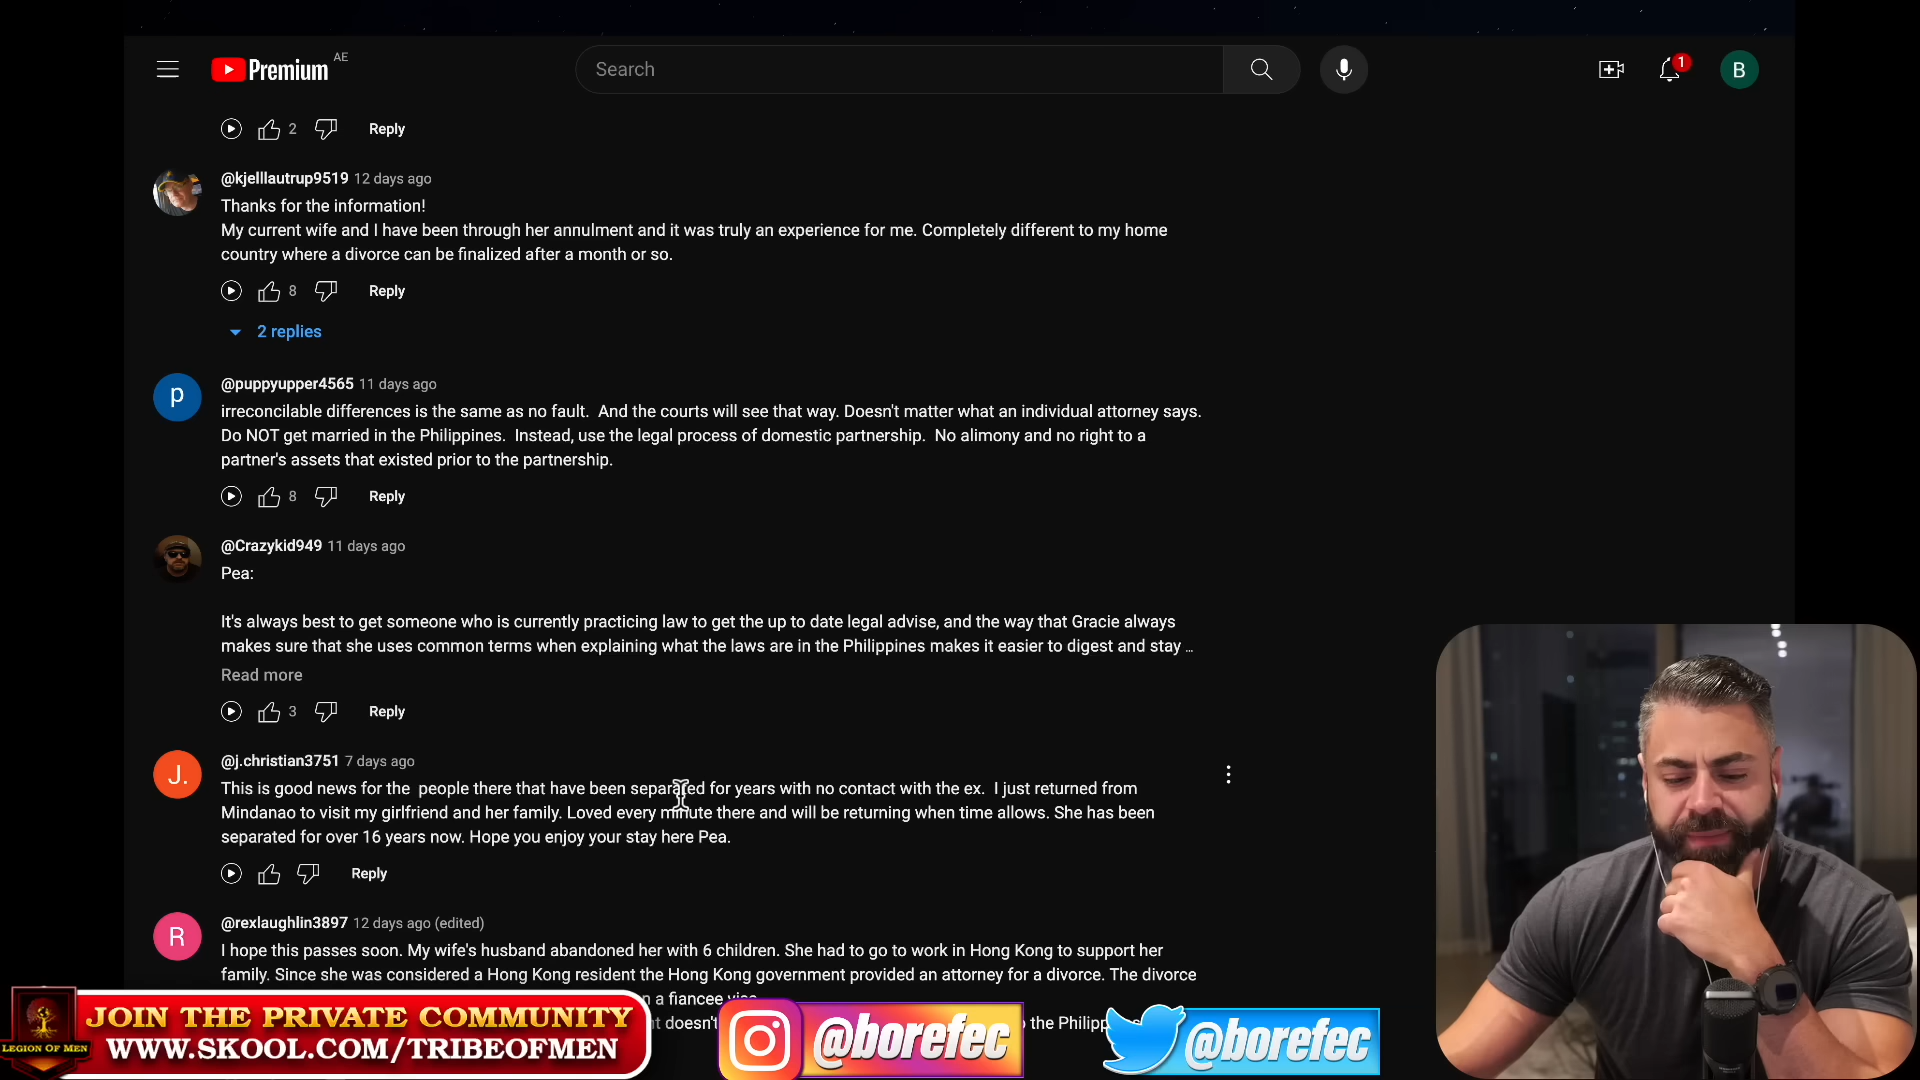 Premium AE
Search
1
B
2 Reply
@kjelllautrup9519 12 days ago
Thanks for the information!
My current wife and I have been through her annulment and it was truly an experience for me. Completely different to my home
country where a divorce can be finalized after a month or so.
8 Reply
2 replies
p
@puppyupper4565 11 days ago
irreconcilable differences is the same as no fault. And the courts will see that way. Doesn't matter what an individual attorney says.
Do NOT get married in the Philippines. Instead, use the legal process of domestic partnership. No alimony and no right to a
partner's assets that existed prior to the partnership.
8 Reply
@Crazykid949 11 days ago
Pea:
It's always best to get someone who is currently practicing law to get the up to date legal advise, and the way that Gracie always
makes sure that she uses common terms when explaining what the laws are in the Philippines makes it easier to digest and stay ...
Read more
3 Reply
J.
@j.christian3751 7 days ago
This is good news for the people there that have been separated for years with no contact with the ex. I just returned from
Mindanao to visit my girlfriend and her family. Loved every minute there and will be returning when time allows. She has been
separated for over 16 years now. Hope you enjoy your stay here Pea.
Reply
R
@rexlaughlin3897 12 days ago (edited)
I hope this passes soon. My wife's husband abandoned her with 6 children. She had to go to work in Hong Kong to support her
family. Since she was considered a Hong Kong resident the Hong Kong government provided an attorney for a divorce. The divorce
n a fiancee
doesn't the
LEGION OF MEN
JOIN THE PRIVATE COMMUNITY
WWW.SKOOL.COM/TRIBEOFMEN
@borefec
@borefec